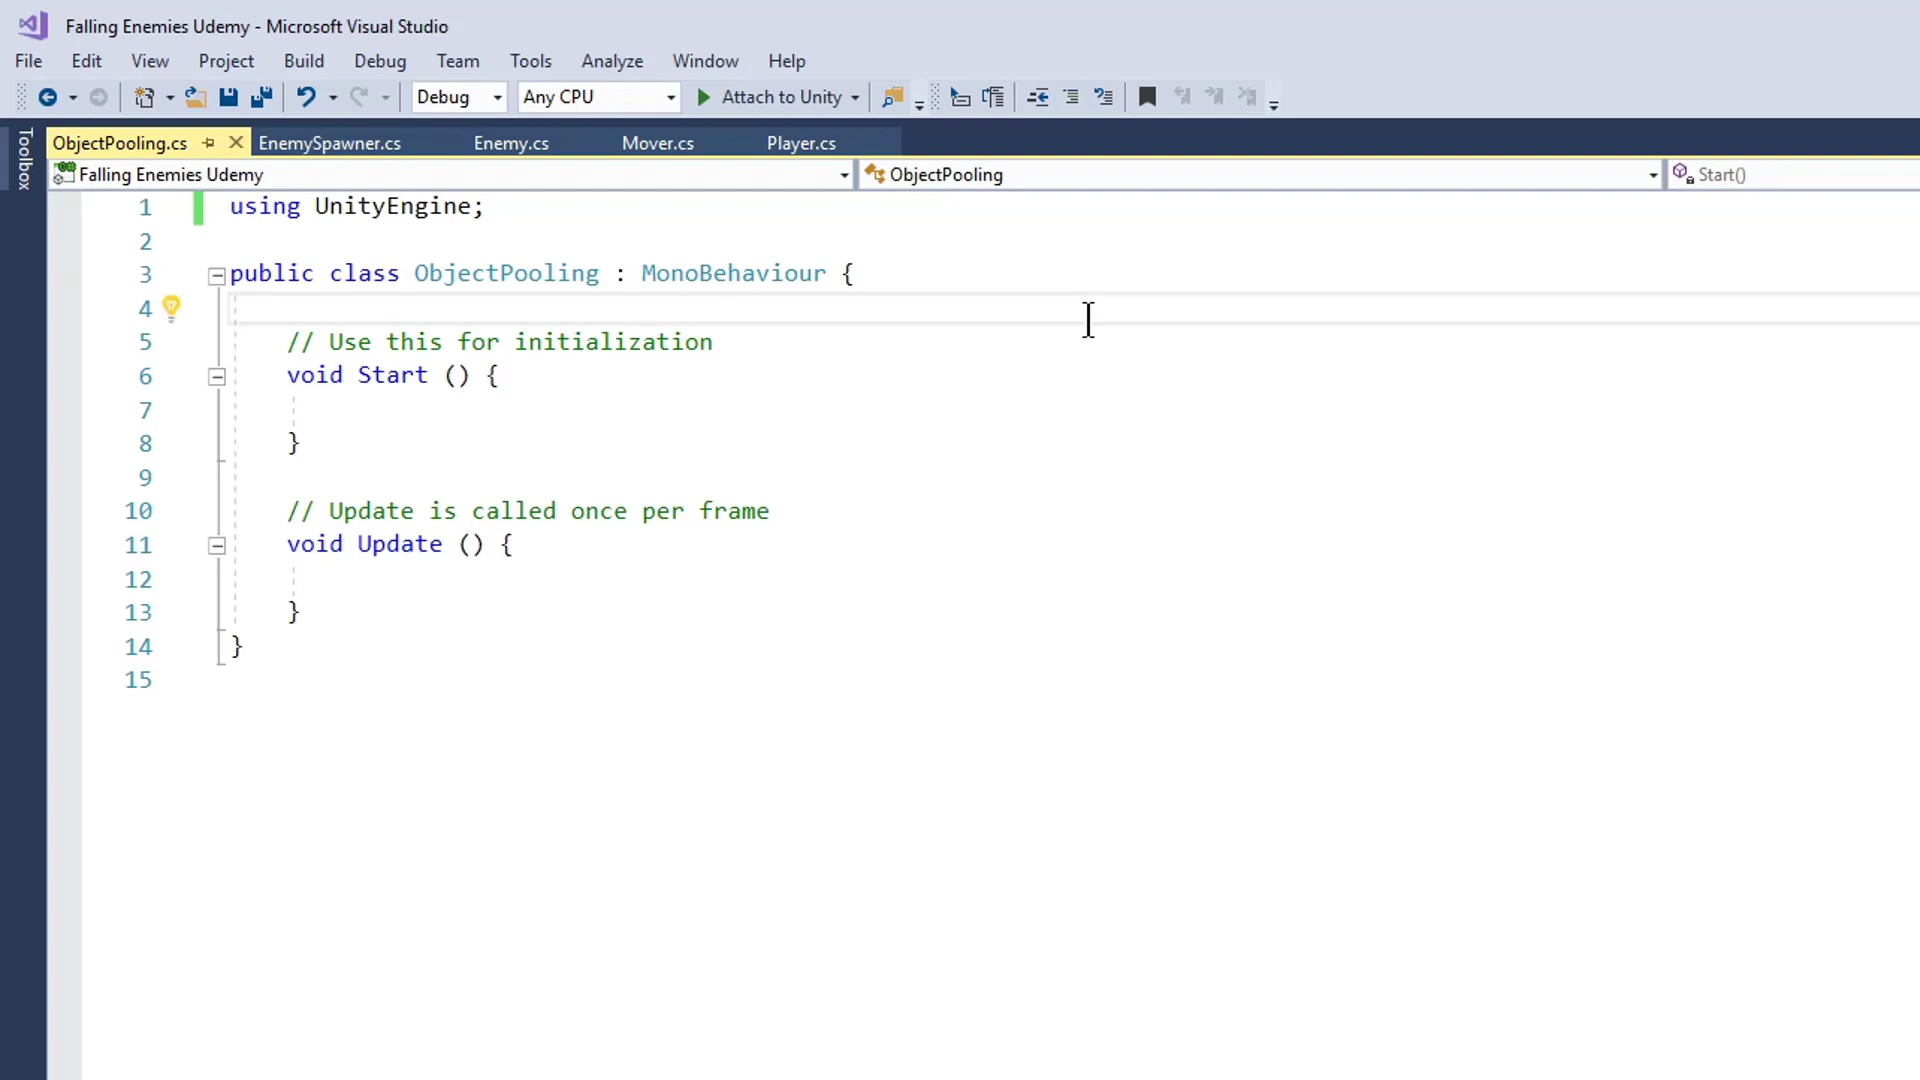 Falling Enemies Udemy - Microsoft Visual Studio
File Edit View Project Build Debug Team Tools Analyze Window Help
Debug Any CPU Attach to Unity
Toolbox
ObjectPooling.cs EnemySpawner.cs Enemy.cs Mover.cs Player.cs
Falling Enemies Udemy ObjectPooling Start()
1 using UnityEngine;
2
3 public class ObjectPooling : MonoBehaviour {
4
5 // Use this for initialization
6 void Start () {
7
8 }
9
10 // Update is called once per frame
11 void Update () {
12
13 }
14 }
15